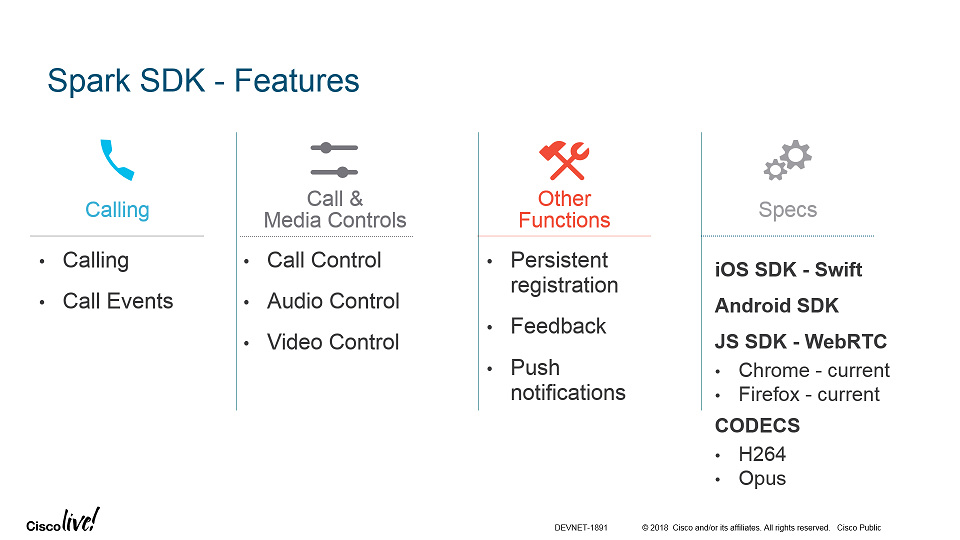 Spark SDK - Features
Calling
• Calling
• Call Events
Call &
Media Controls
• Call Control
• Audio Control
• Video Control
Other
Functions
• Persistent
registration
• Feedback
• Push
notifications
Specs
iOS SDK - Swift
Android SDK
JS SDK - WebRTC
• Chrome - current
• Firefox - current
CODECS
• H264
• Opus
Cisco live!
DEVNET-1891
© 2018 Cisco and/or its affiliates. All rights reserved. Cisco Public